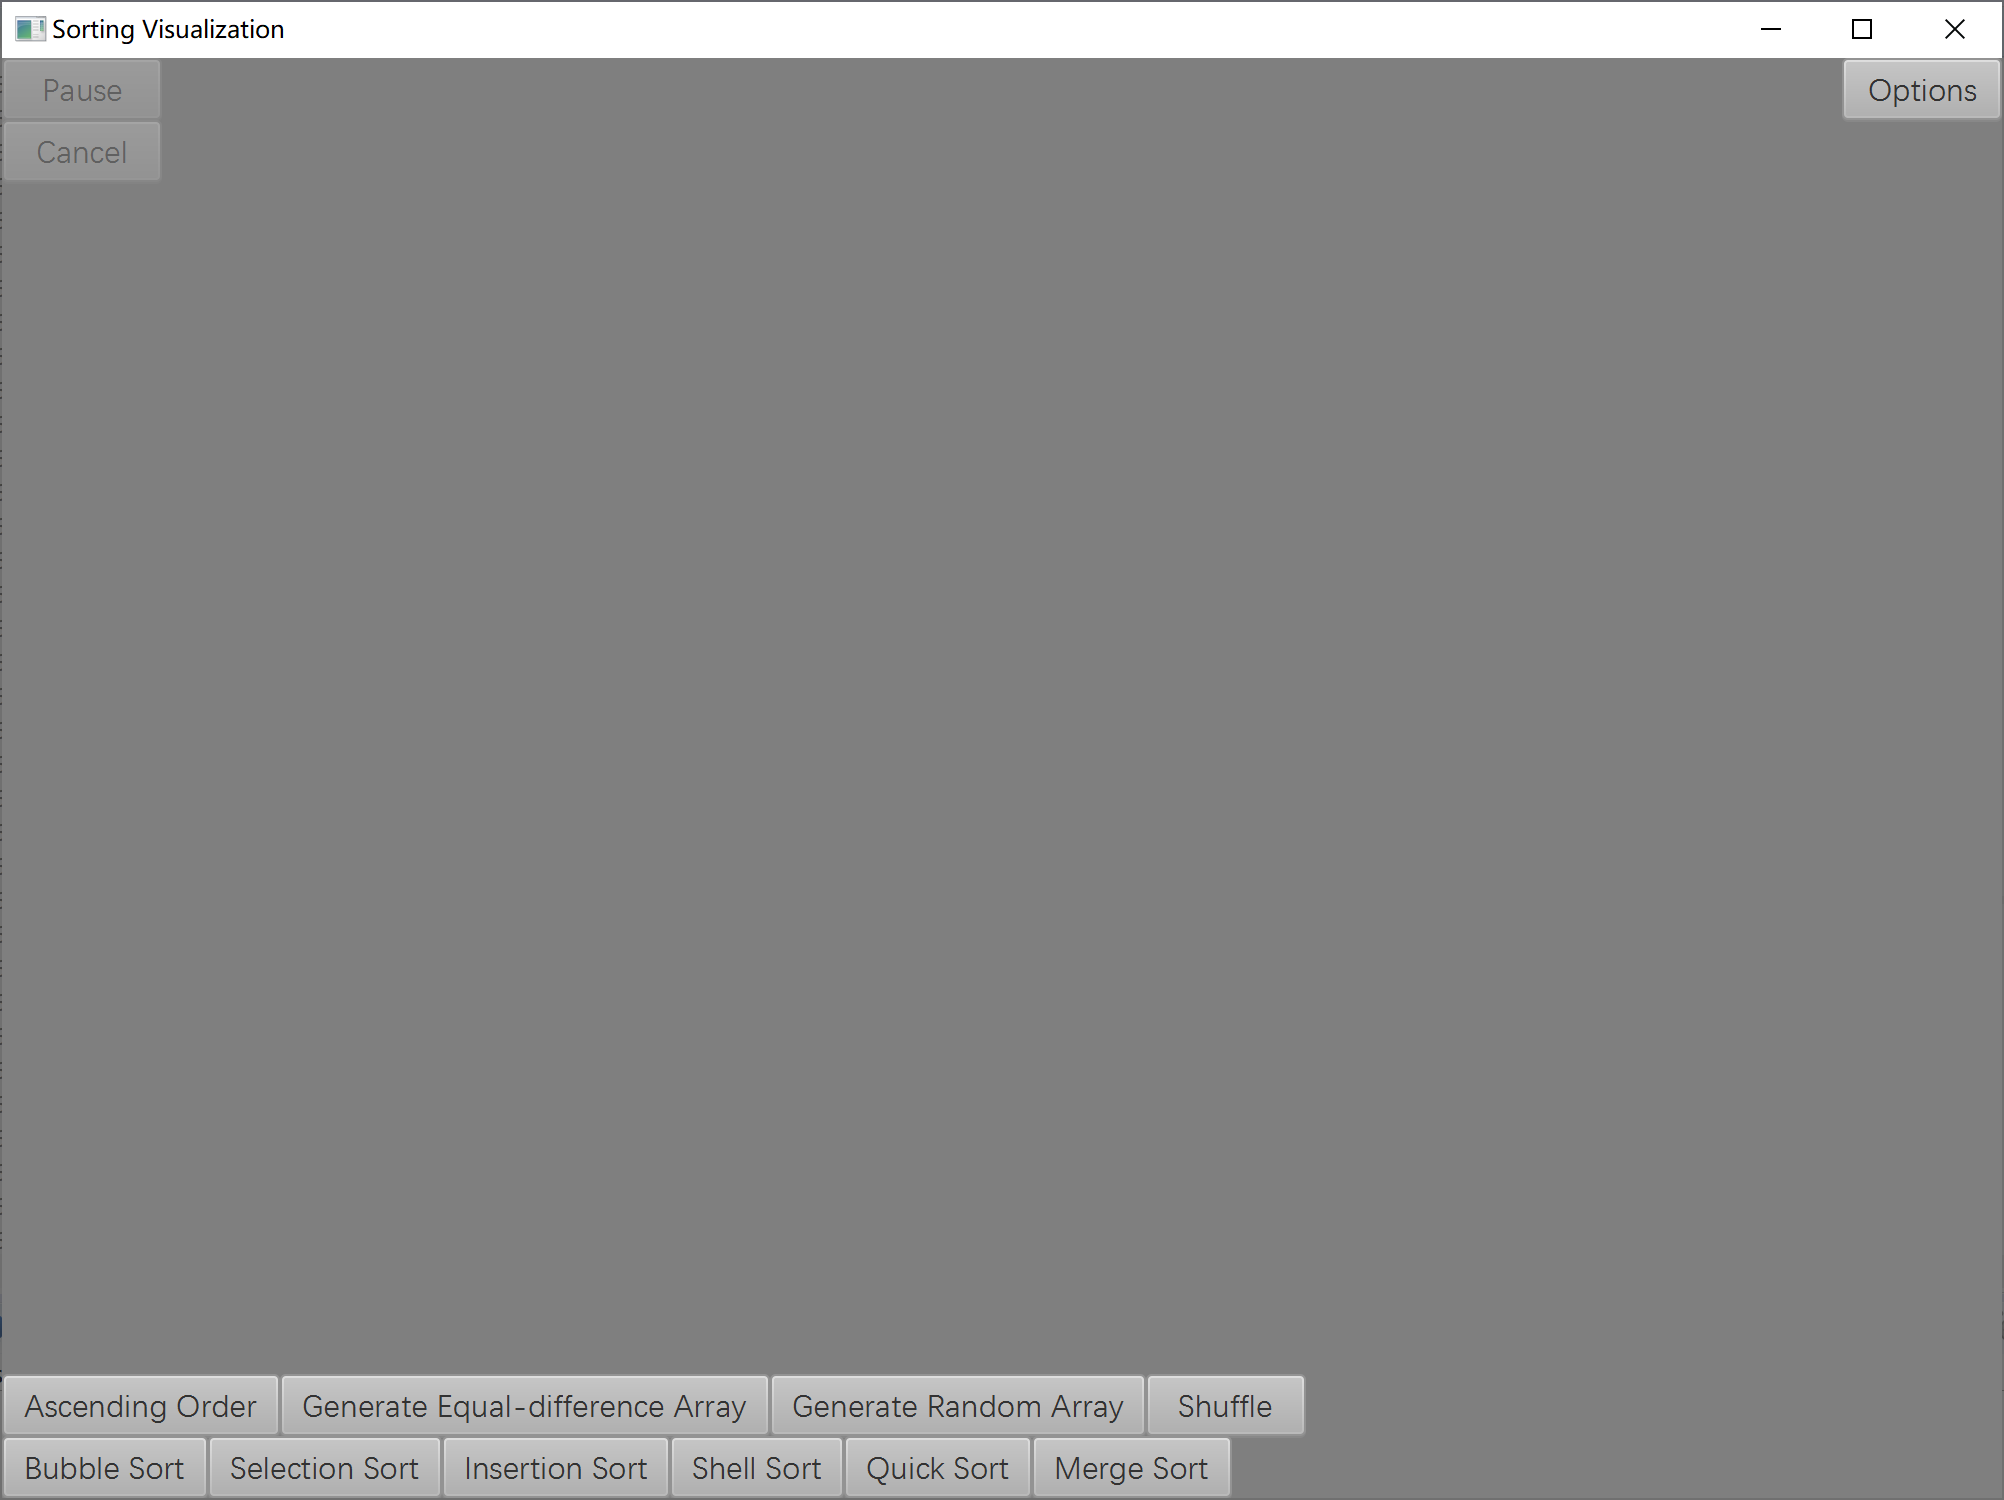 Sorting Visualization
Pause
Options
Cancel
Ascending Order
Generate Equal-difference Array
Generate Random Array
Shuffle
Bubble Sort
Selection Sort
Insertion Sort
Shell Sort
Quick Sort
Merge Sort